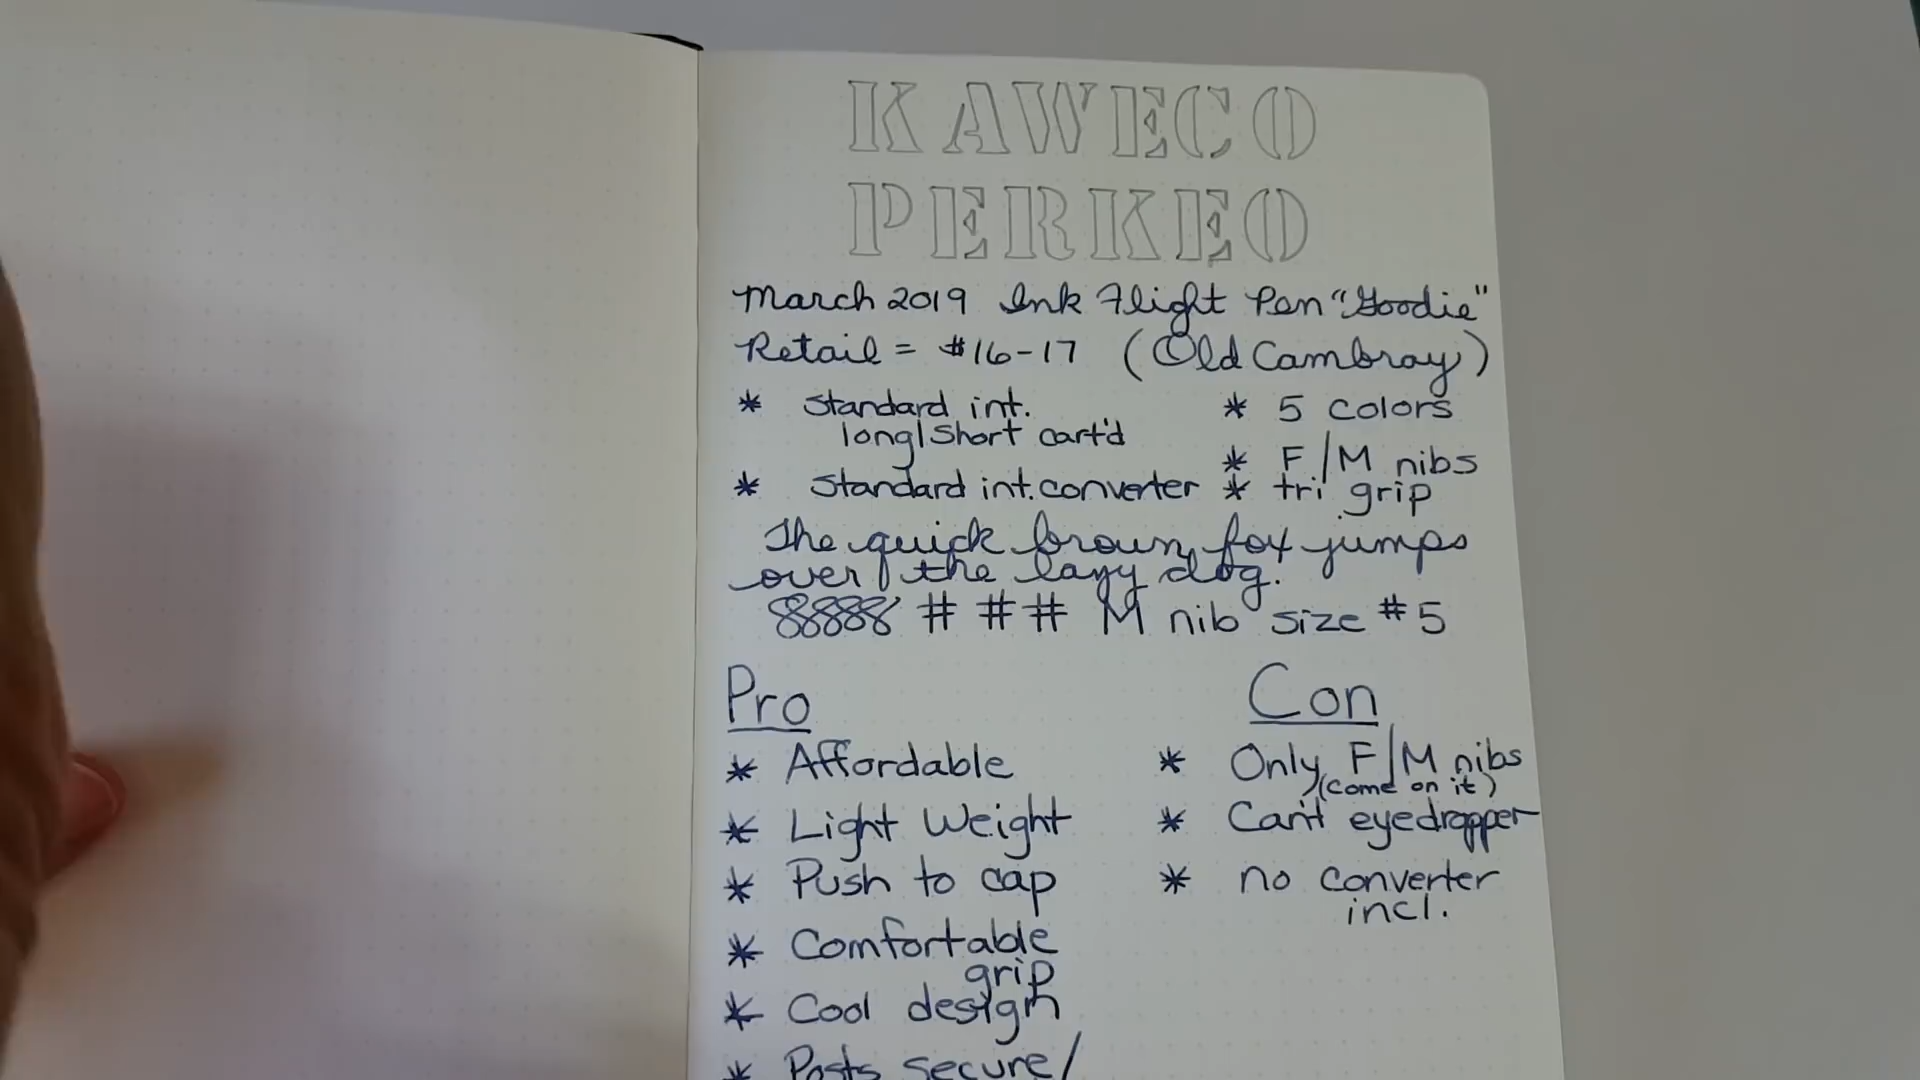 KAWECO
PERKEO
March 2019 Ink Flight Pen "Goodie"
Retail = $16-17 (Old Cambray)
* Standard int. * 5 colors
long/short cart'd
* F/M nibs
* Standard int. converter * tri grip
The quick brown fox jumps
over the lazy dog.
88888 # # # M nib size #5
Pro Con
* Affordable * Only F/M nibs
(come on it)
* Light Weight * Can't eyedropper
* Push to cap * no converter
incl.
* Comfortable
grip
* Cool design
* Posts secure/